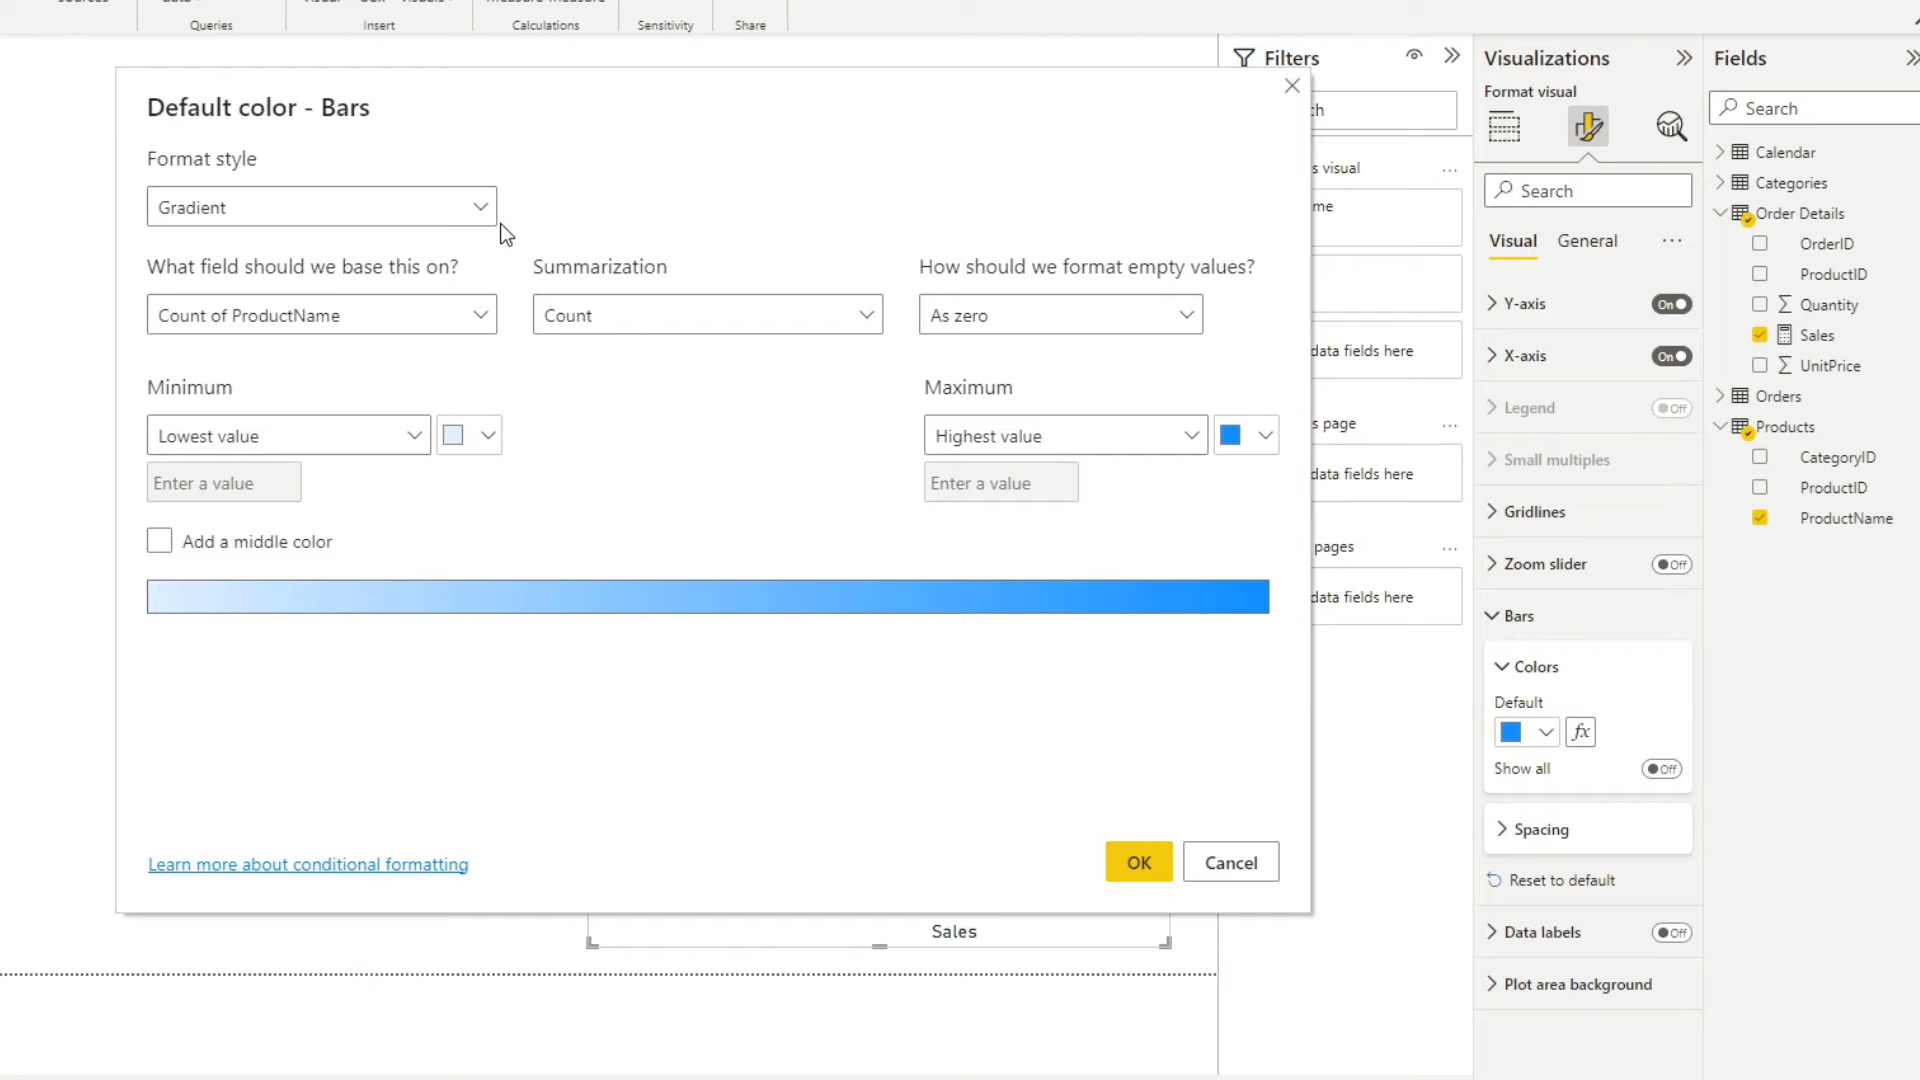 Queries
Insert
Calculations
Sensitivity
Share
Default color - Bars
Format style
Gradient
What field should we base this on?
Summarization
How should we format empty values?
Count of ProductName
Count
As zero
Minimum
Maximum
Lowest value
Highest value
Enter a value
Enter a value
Add a middle color
Learn more about conditional formatting
OK
Cancel
Sales
Filters
ch
s visual
...
me
data fields here
s page
...
data fields here
pages
...
data fields here
Visualizations
Format visual
Search
Visual
General
...
Y-axis
On
X-axis
On
Legend
Off
Small multiples
Gridlines
Zoom slider
Off
Bars
Colors
Default
fx
Show all
Off
Spacing
Reset to default
Data labels
Off
Plot area background
Fields
Search
Calendar
Categories
Order Details
OrderID
ProductID
∑ Quantity
Sales
∑ UnitPrice
Orders
Products
CategoryID
ProductID
ProductName